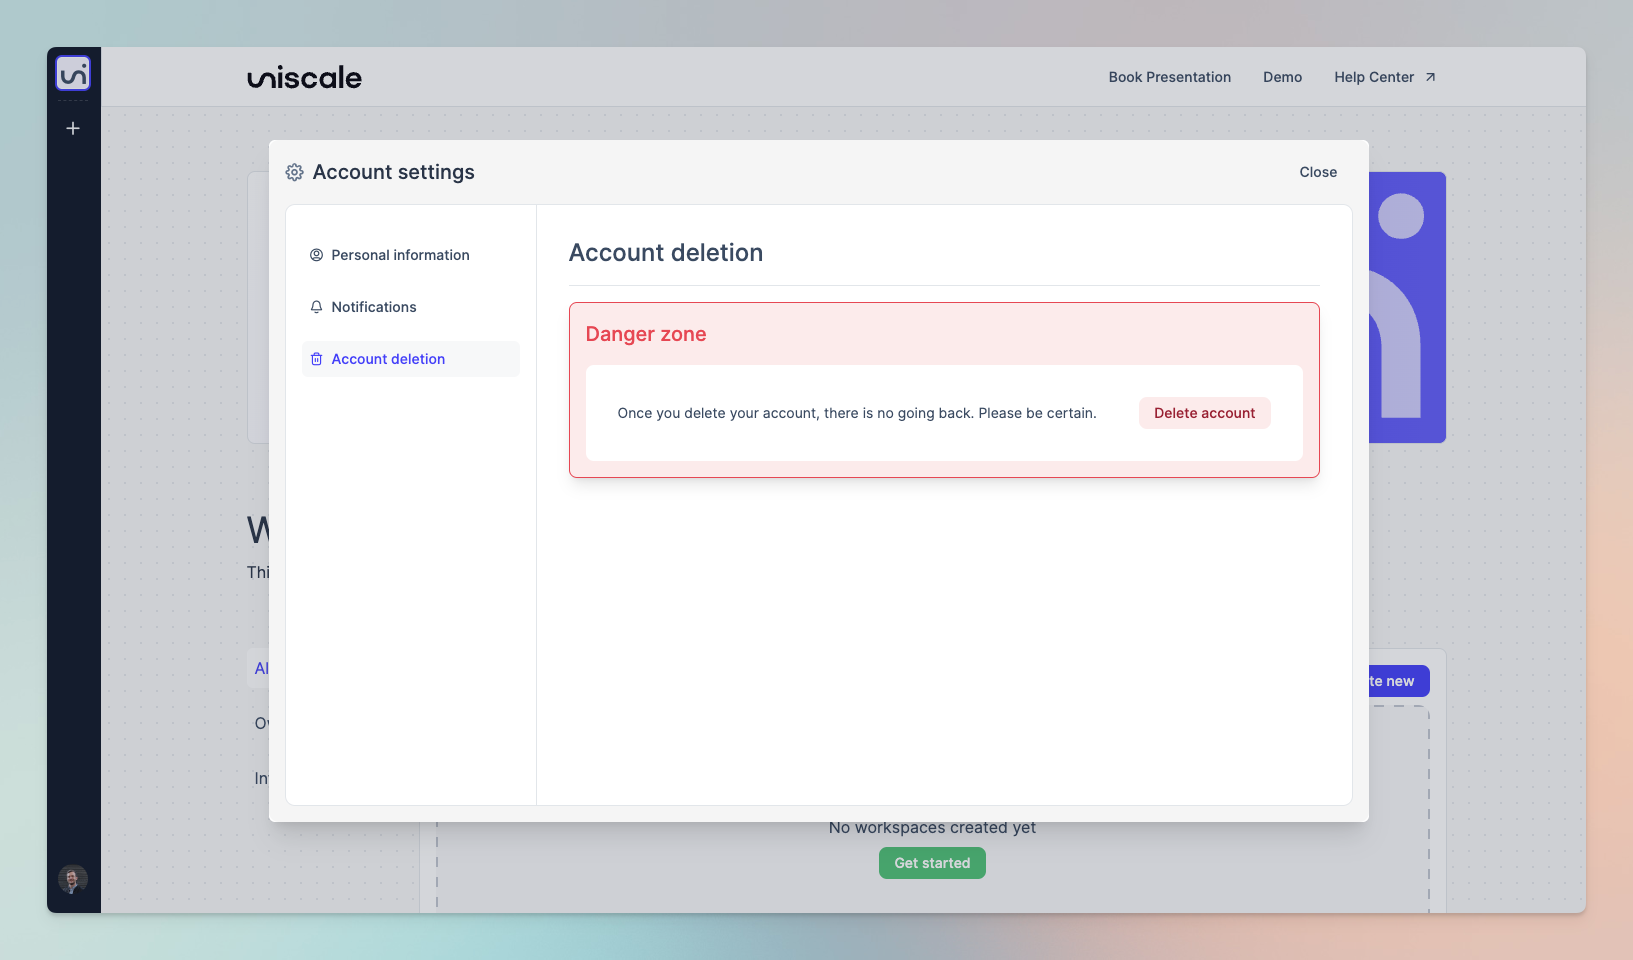 uniscale
Book Presentation
Demo
Help Center
Account settings
Close
Personal information
Notifications
Account deletion
Account deletion
Danger zone
Once you delete your account, there is no going back. Please be certain.
Delete account
W
Thi
Al
Ov
In
te new
No workspaces created yet
Get started